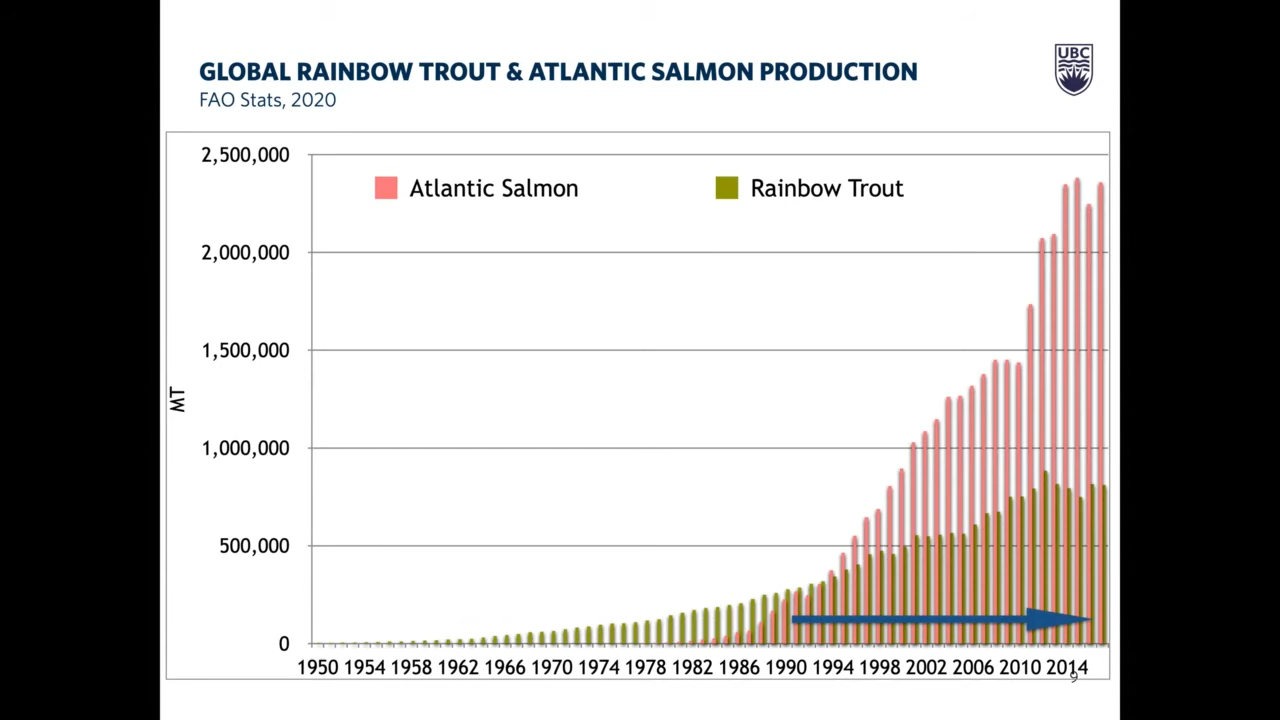 GLOBAL RAINBOW TROUT & ATLANTIC SALMON PRODUCTION
FAO Stats, 2020
UBC
2,500,000
Atlantic Salmon Rainbow Trout
2,000,000
1,500,000
MT
1,000,000
500,000
0
1950 1954 1958 1962 1966 1970 1974 1978 1982 1986 1990 1994 1998 2002 2006 2010 2014
9